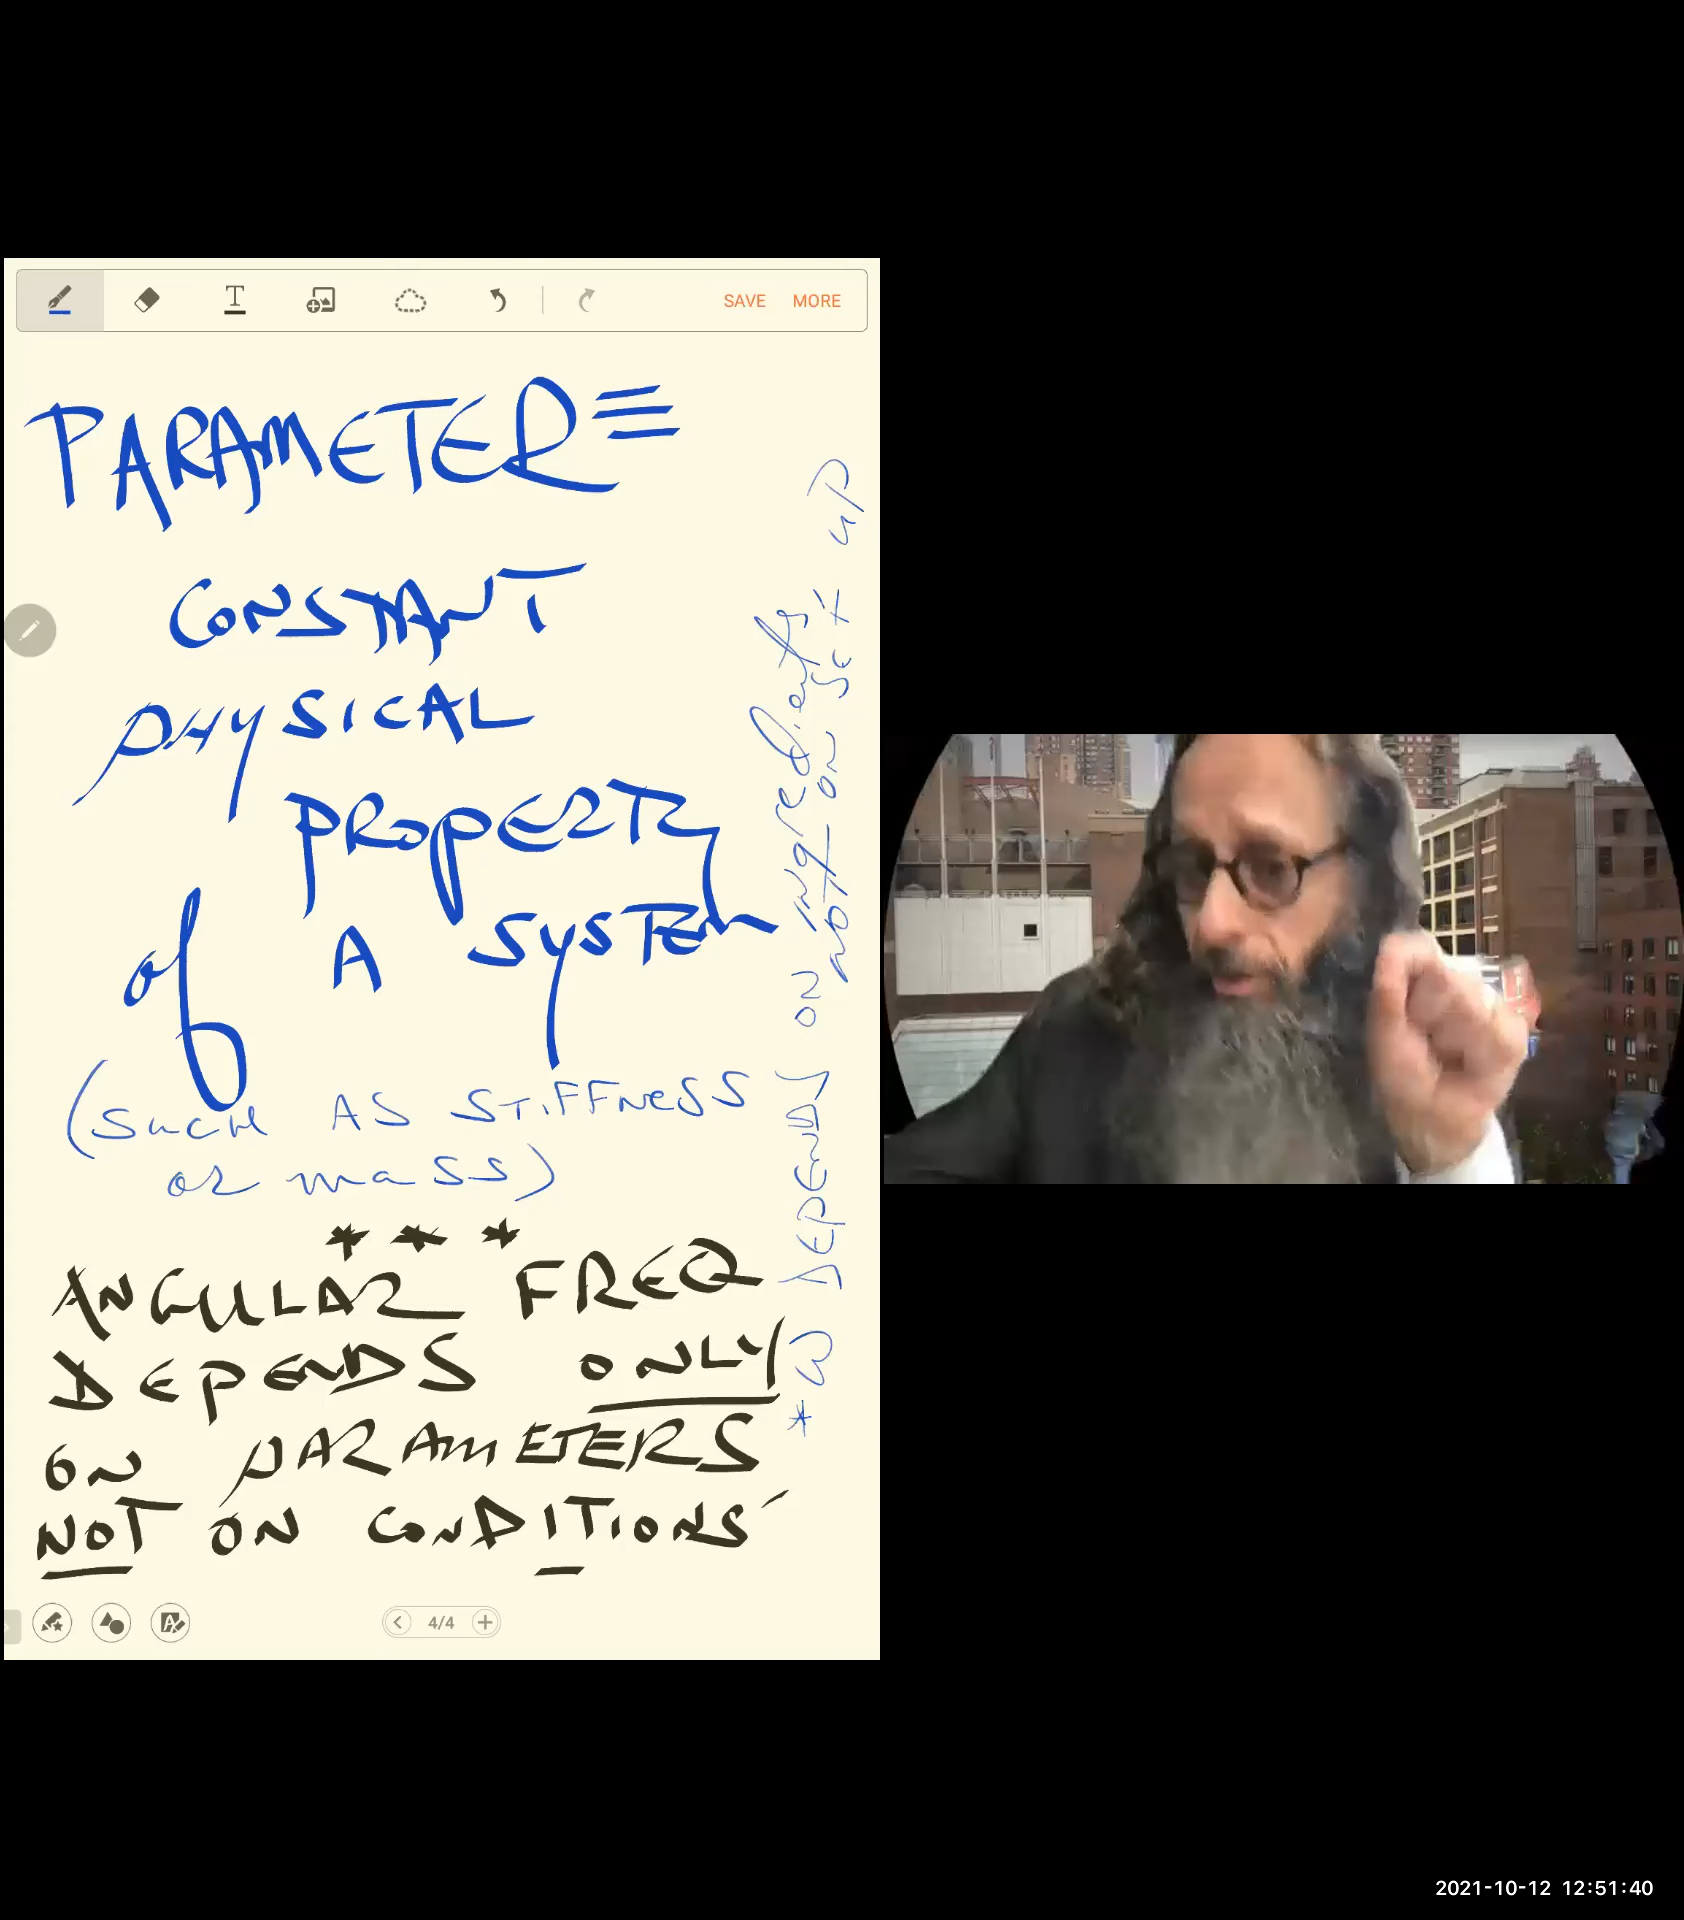 T
SAVE MORE
PARAMETER ≡
CONSTANT
PHYSICAL
PROPERTY
of A SYSTEM
(SUCH AS STIFFNESS
OR MASS)
* * *
ANGULAR FREQ
DEPENDS ONLY
ON PARAMETERS
NOT ON CONDITIONS
* ω DEPENDS ON INGREDIENTS
NOT ON SET UP
4/4
2021-10-12 12:51:40